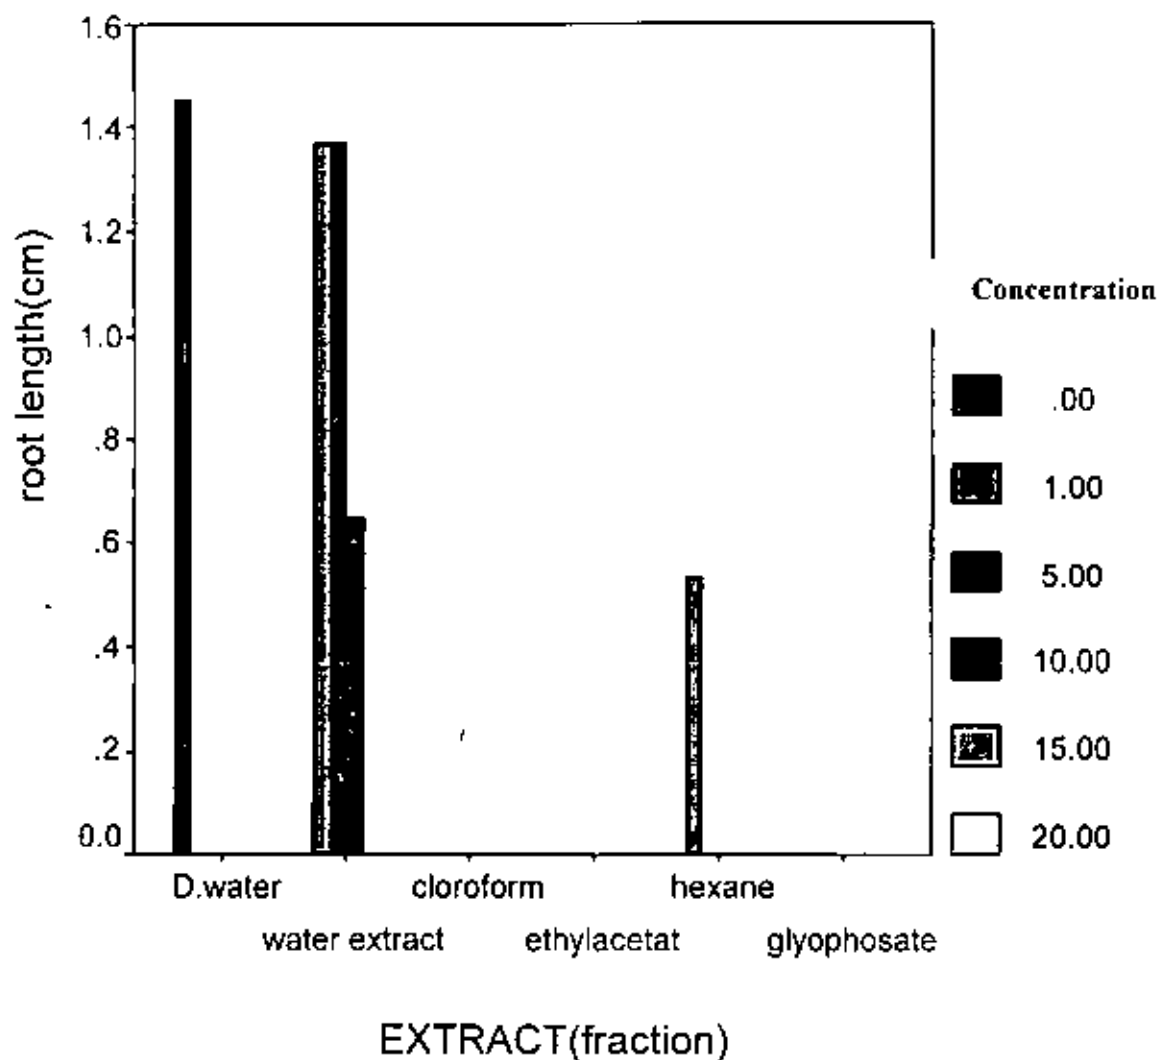 1.6
1.4
1.2
1.0
.8
.6
.4
.2
0.0
root length(cm)
D.water
cloroform
hexane
water extract
ethylacetat
glyophosate
EXTRACT(fraction)
Concentration
.00
1.00
5.00
10.00
15.00
20.00